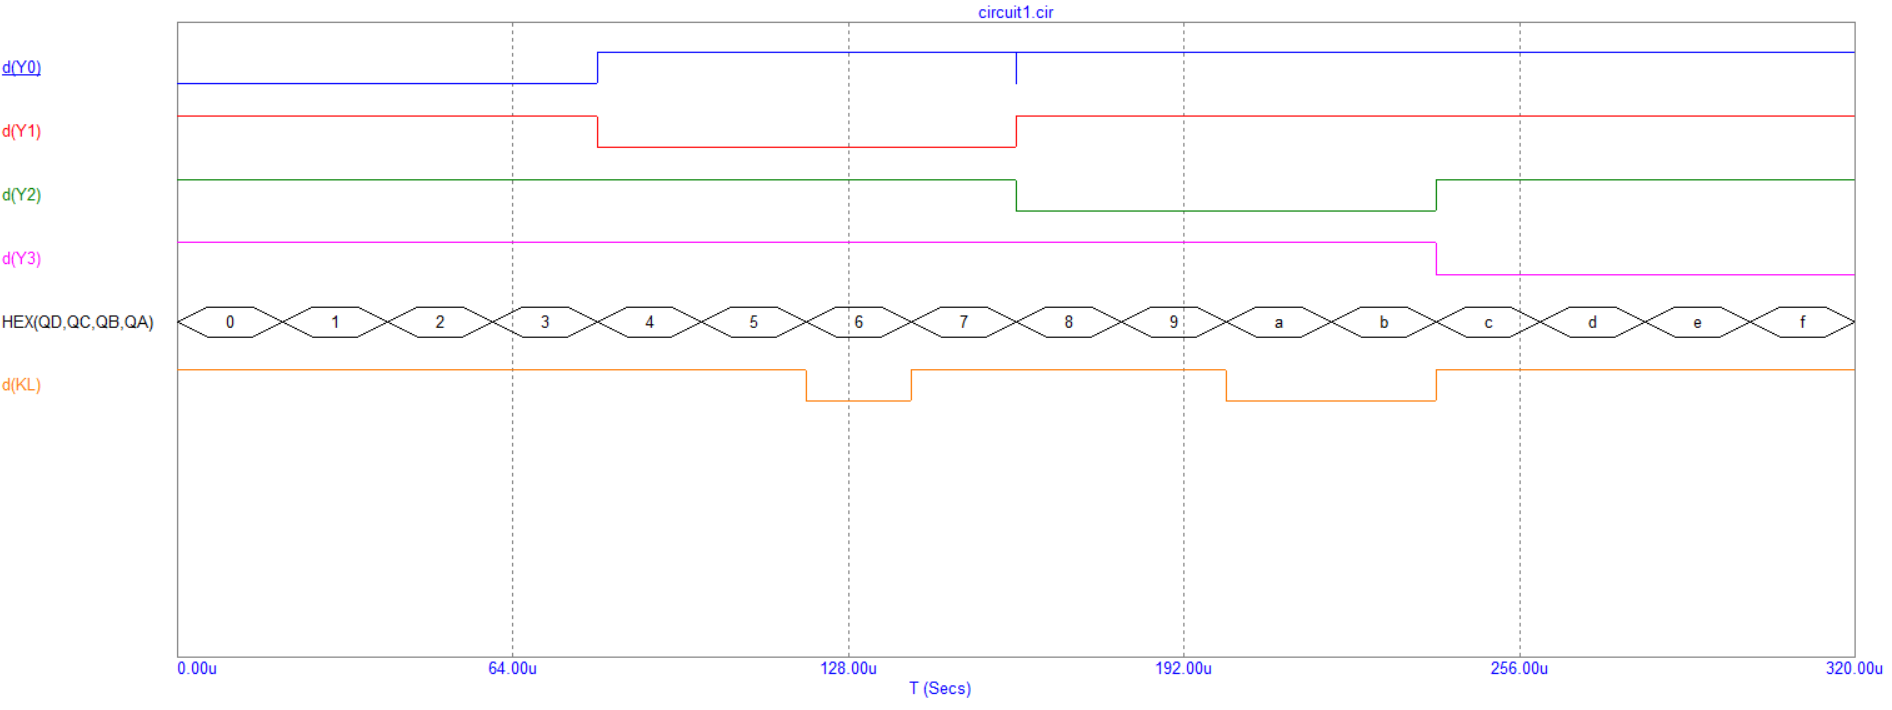 circuit1.cir
d(Y0)
d(Y1)
d(Y2)
d(Y3)
HEX(QD,QC,QB,QA) 0 1 2 3 4 5 6 7 8 9 a b c d e f
d(KL)
0.00u 64.00u 128.00u 192.00u 256.00u 320.00u
T (Secs)